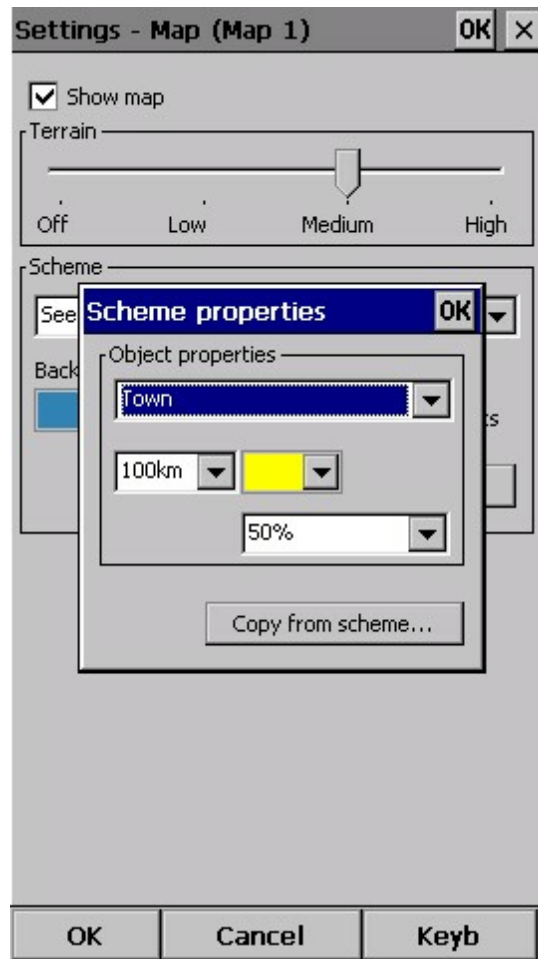 Settings - Map (Map 1) OK
Show map
Terrain
Off Low Medium High
Scheme
See
Scheme properties OK
Back
Object properties
Town
100km
50%
Copy from scheme...
OK Cancel Keyb